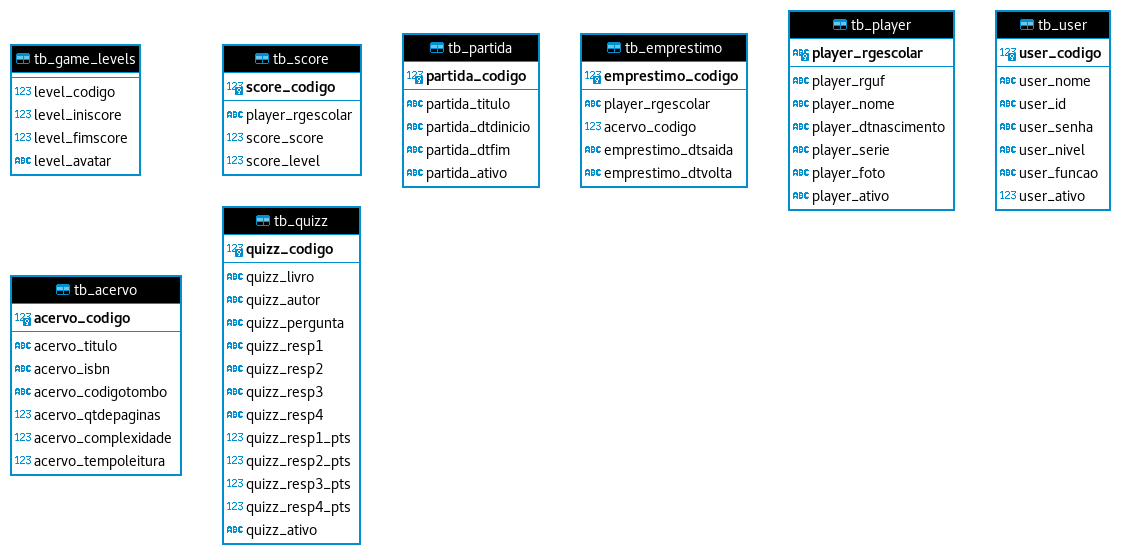 tb_game_levels
123 level_codigo
123 level_iniscore
123 level_fimscore
ABC level_avatar
tb_score
123 score_codigo
ABC player_rgescolar
123 score_score
123 score_level
tb_partida
123 partida_codigo
ABC partida_titulo
ABC partida_dtdinicio
ABC partida_dtfim
ABC partida_ativo
tb_emprestimo
123 emprestimo_codigo
ABC player_rgescolar
123 acervo_codigo
ABC emprestimo_dtsaida
ABC emprestimo_dtvolta
tb_player
ABC player_rgescolar
ABC player_rguf
ABC player_nome
ABC player_dtnascimento
ABC player_serie
ABC player_foto
ABC player_ativo
tb_user
123 user_codigo
ABC user_nome
ABC user_id
ABC user_senha
ABC user_nivel
ABC user_funcao
123 user_ativo
tb_acervo
123 acervo_codigo
ABC acervo_titulo
ABC acervo_isbn
ABC acervo_codigotombo
123 acervo_qtdepaginas
123 acervo_complexidade
123 acervo_tempoleitura
tb_quizz
123 quizz_codigo
ABC quizz_livro
ABC quizz_autor
ABC quizz_pergunta
ABC quizz_resp1
ABC quizz_resp2
ABC quizz_resp3
ABC quizz_resp4
123 quizz_resp1_pts
123 quizz_resp2_pts
123 quizz_resp3_pts
123 quizz_resp4_pts
ABC quizz_ativo